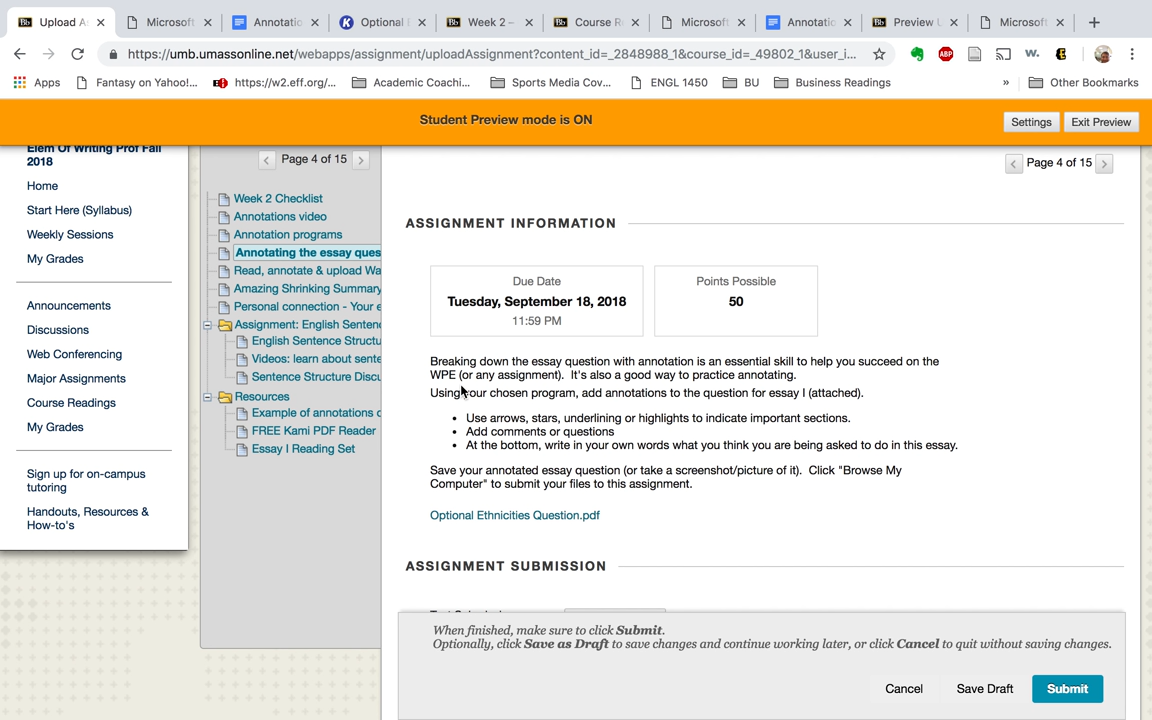 Upload A
Microsoft
Annotatio
Optional E
Week 2 –
Course R
Microsoft
Annotatio
Preview U
Microsoft
https://umb.umassonline.net/webapps/assignment/uploadAssignment?content_id=_2848988_1&course_id=_49802_1&user_i...
Apps
Fantasy on Yahoo!...
https://w2.eff.org/...
Academic Coachi...
Sports Media Cov...
ENGL 1450
BU
Business Readings
»
Other Bookmarks
Student Preview mode is ON
Settings
Exit Preview
Elem Of Writing Prof Fall
2018
Home
Start Here (Syllabus)
Weekly Sessions
My Grades
Announcements
Discussions
Web Conferencing
Major Assignments
Course Readings
My Grades
Sign up for on-campus
tutoring
Handouts, Resources &
How-to's
Page 4 of 15
Week 2 Checklist
Annotations video
Annotation programs
Annotating the essay ques
Read, annotate & upload Wa
Amazing Shrinking Summary
Personal connection - Your e
Assignment: English Sentenc
English Sentence Structu
Videos: learn about sente
Sentence Structure Discu
Resources
Example of annotations o
FREE Kami PDF Reader
Essay I Reading Set
Page 4 of 15
ASSIGNMENT INFORMATION
Due Date
Tuesday, September 18, 2018
11:59 PM
Points Possible
50
Breaking down the essay question with annotation is an essential skill to help you succeed on the
WPE (or any assignment). It's also a good way to practice annotating.
Using your chosen program, add annotations to the question for essay I (attached).
• Use arrows, stars, underlining or highlights to indicate important sections.
• Add comments or questions
• At the bottom, write in your own words what you think you are being asked to do in this essay.
Save your annotated essay question (or take a screenshot/picture of it). Click "Browse My
Computer" to submit your files to this assignment.
Optional Ethnicities Question.pdf
ASSIGNMENT SUBMISSION
When finished, make sure to click Submit.
Optionally, click Save as Draft to save changes and continue working later, or click Cancel to quit without saving changes.
Cancel
Save Draft
Submit